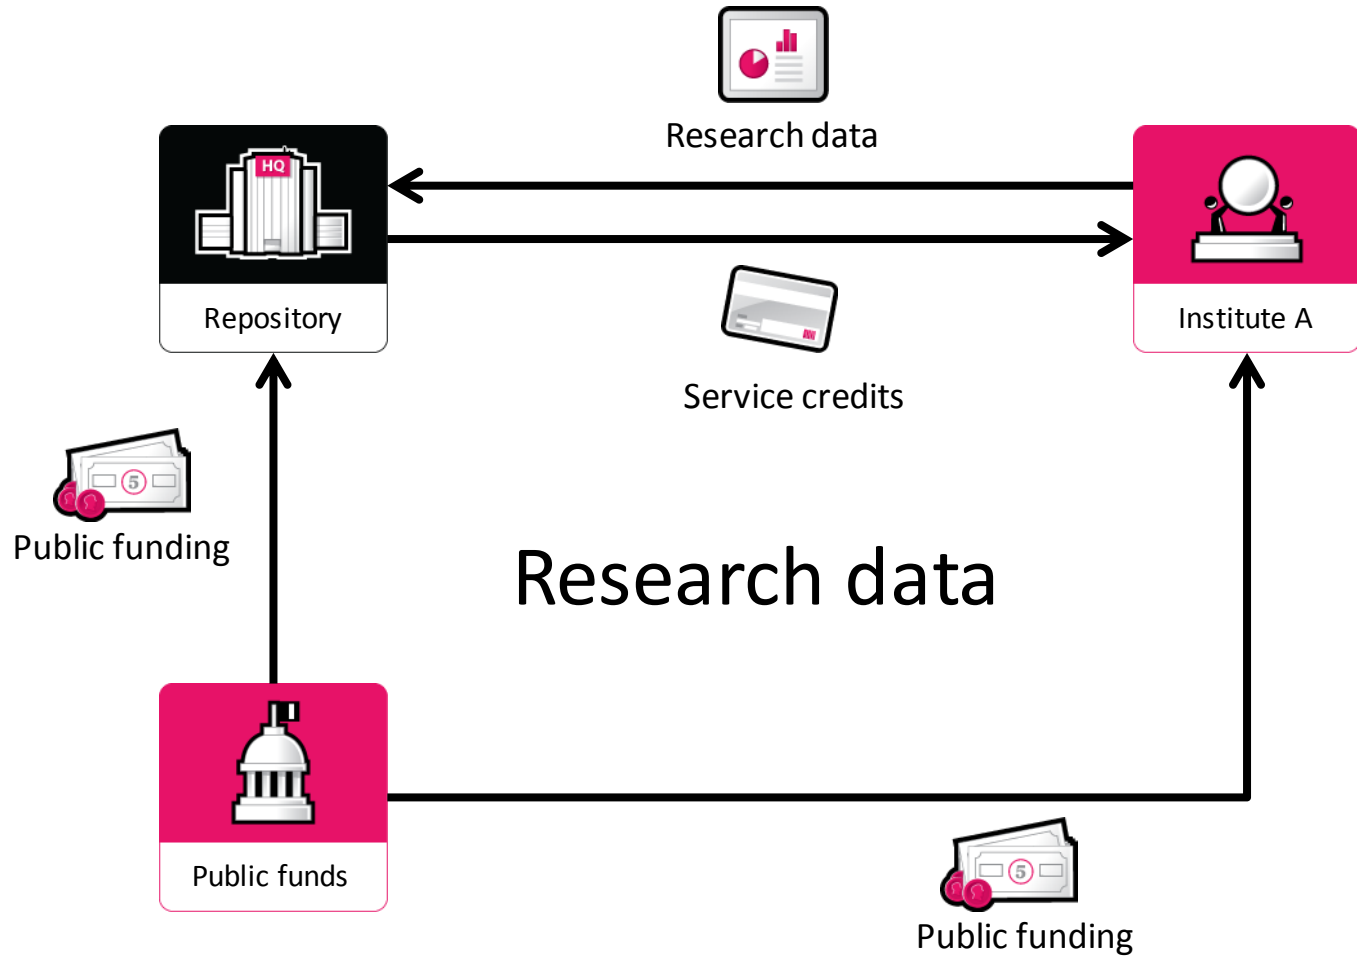 Research data
HQ
Repository
Institute A
Service credits
5
Public funding
Research data
Public funds
5
Public funding